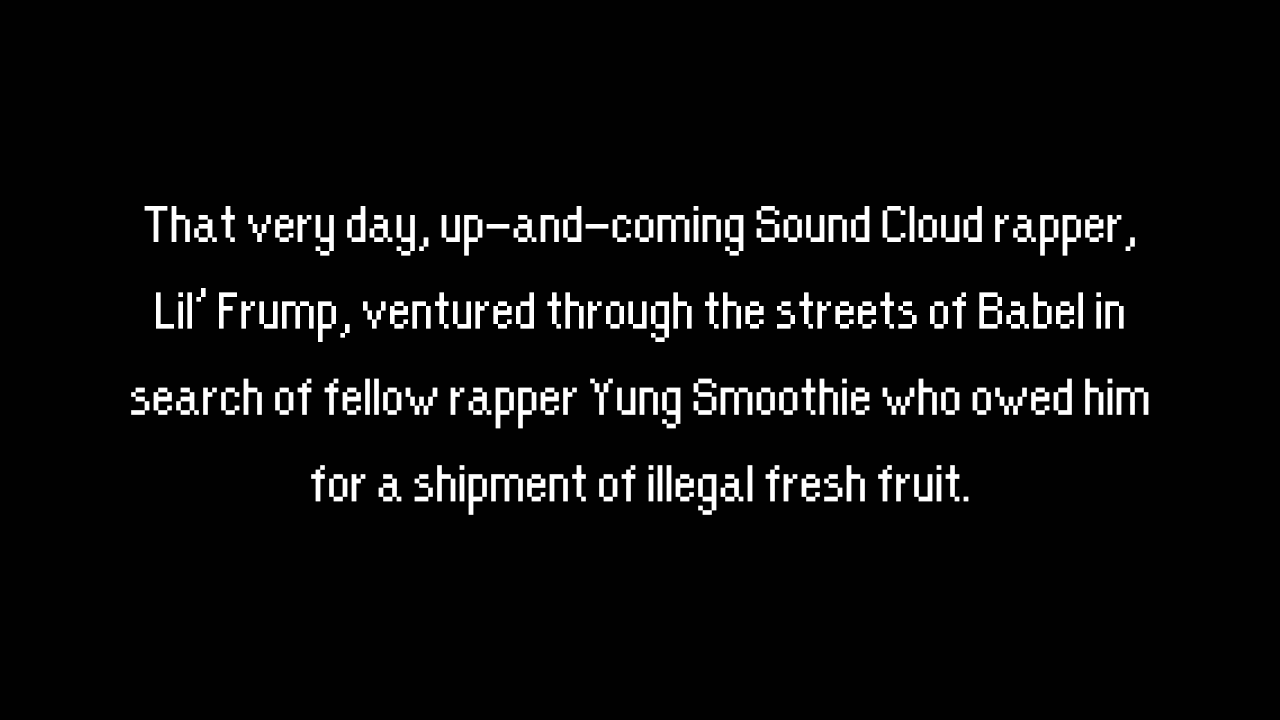 That very day, up-and-coming Sound Cloud rapper,
Lil' Frump, ventured through the streets of Babel in
search of fellow rapper Yung Smoothie who owed him
for a shipment of illegal fresh fruit.